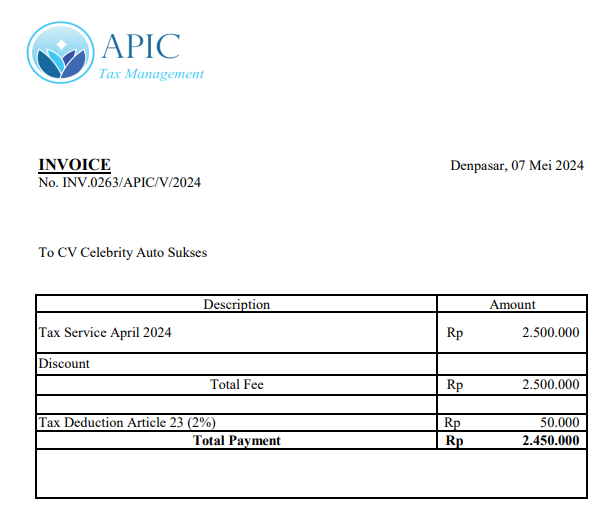 APIC
Tax Management
INVOICE
Denpasar, 07 Mei 2024
No. INV.0263/APIC/V/2024
To CV Celebrity Auto Sukses
Description Amount
Tax Service April 2024 Rp 2.500.000
Discount
Total Fee Rp 2.500.000
Tax Deduction Article 23 (2%) Rp 50.000
Total Payment Rp 2.450.000